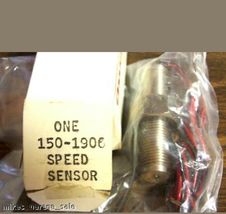 ONE
150-1906
SPEED
SENSOR